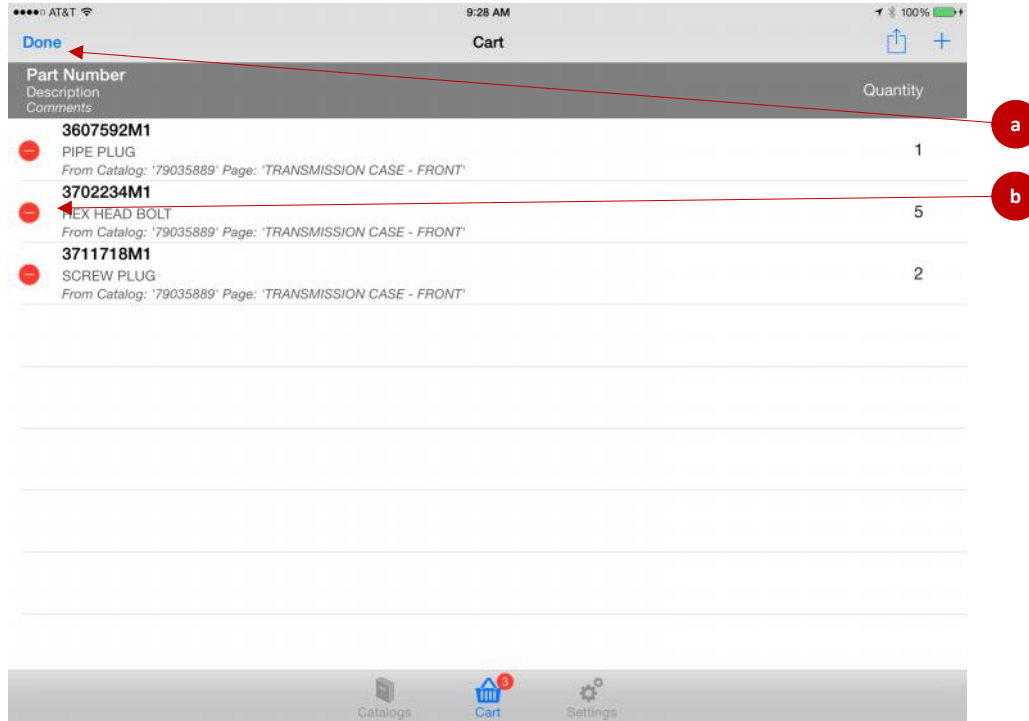 AT&T 9:28 AM 100%
Done Cart
Part Number
Description Quantity
Comments
a
3607592M1
PIPE PLUG 1
From Catalog: '79035889' Page: 'TRANSMISSION CASE - FRONT'
3702234M1
b
HEX HEAD BOLT 5
From Catalog: '79035889' Page: 'TRANSMISSION CASE - FRONT'
3711718M1
SCREW PLUG 2
From Catalog: '79035889' Page: 'TRANSMISSION CASE - FRONT'
3
Catalogs Cart Settings